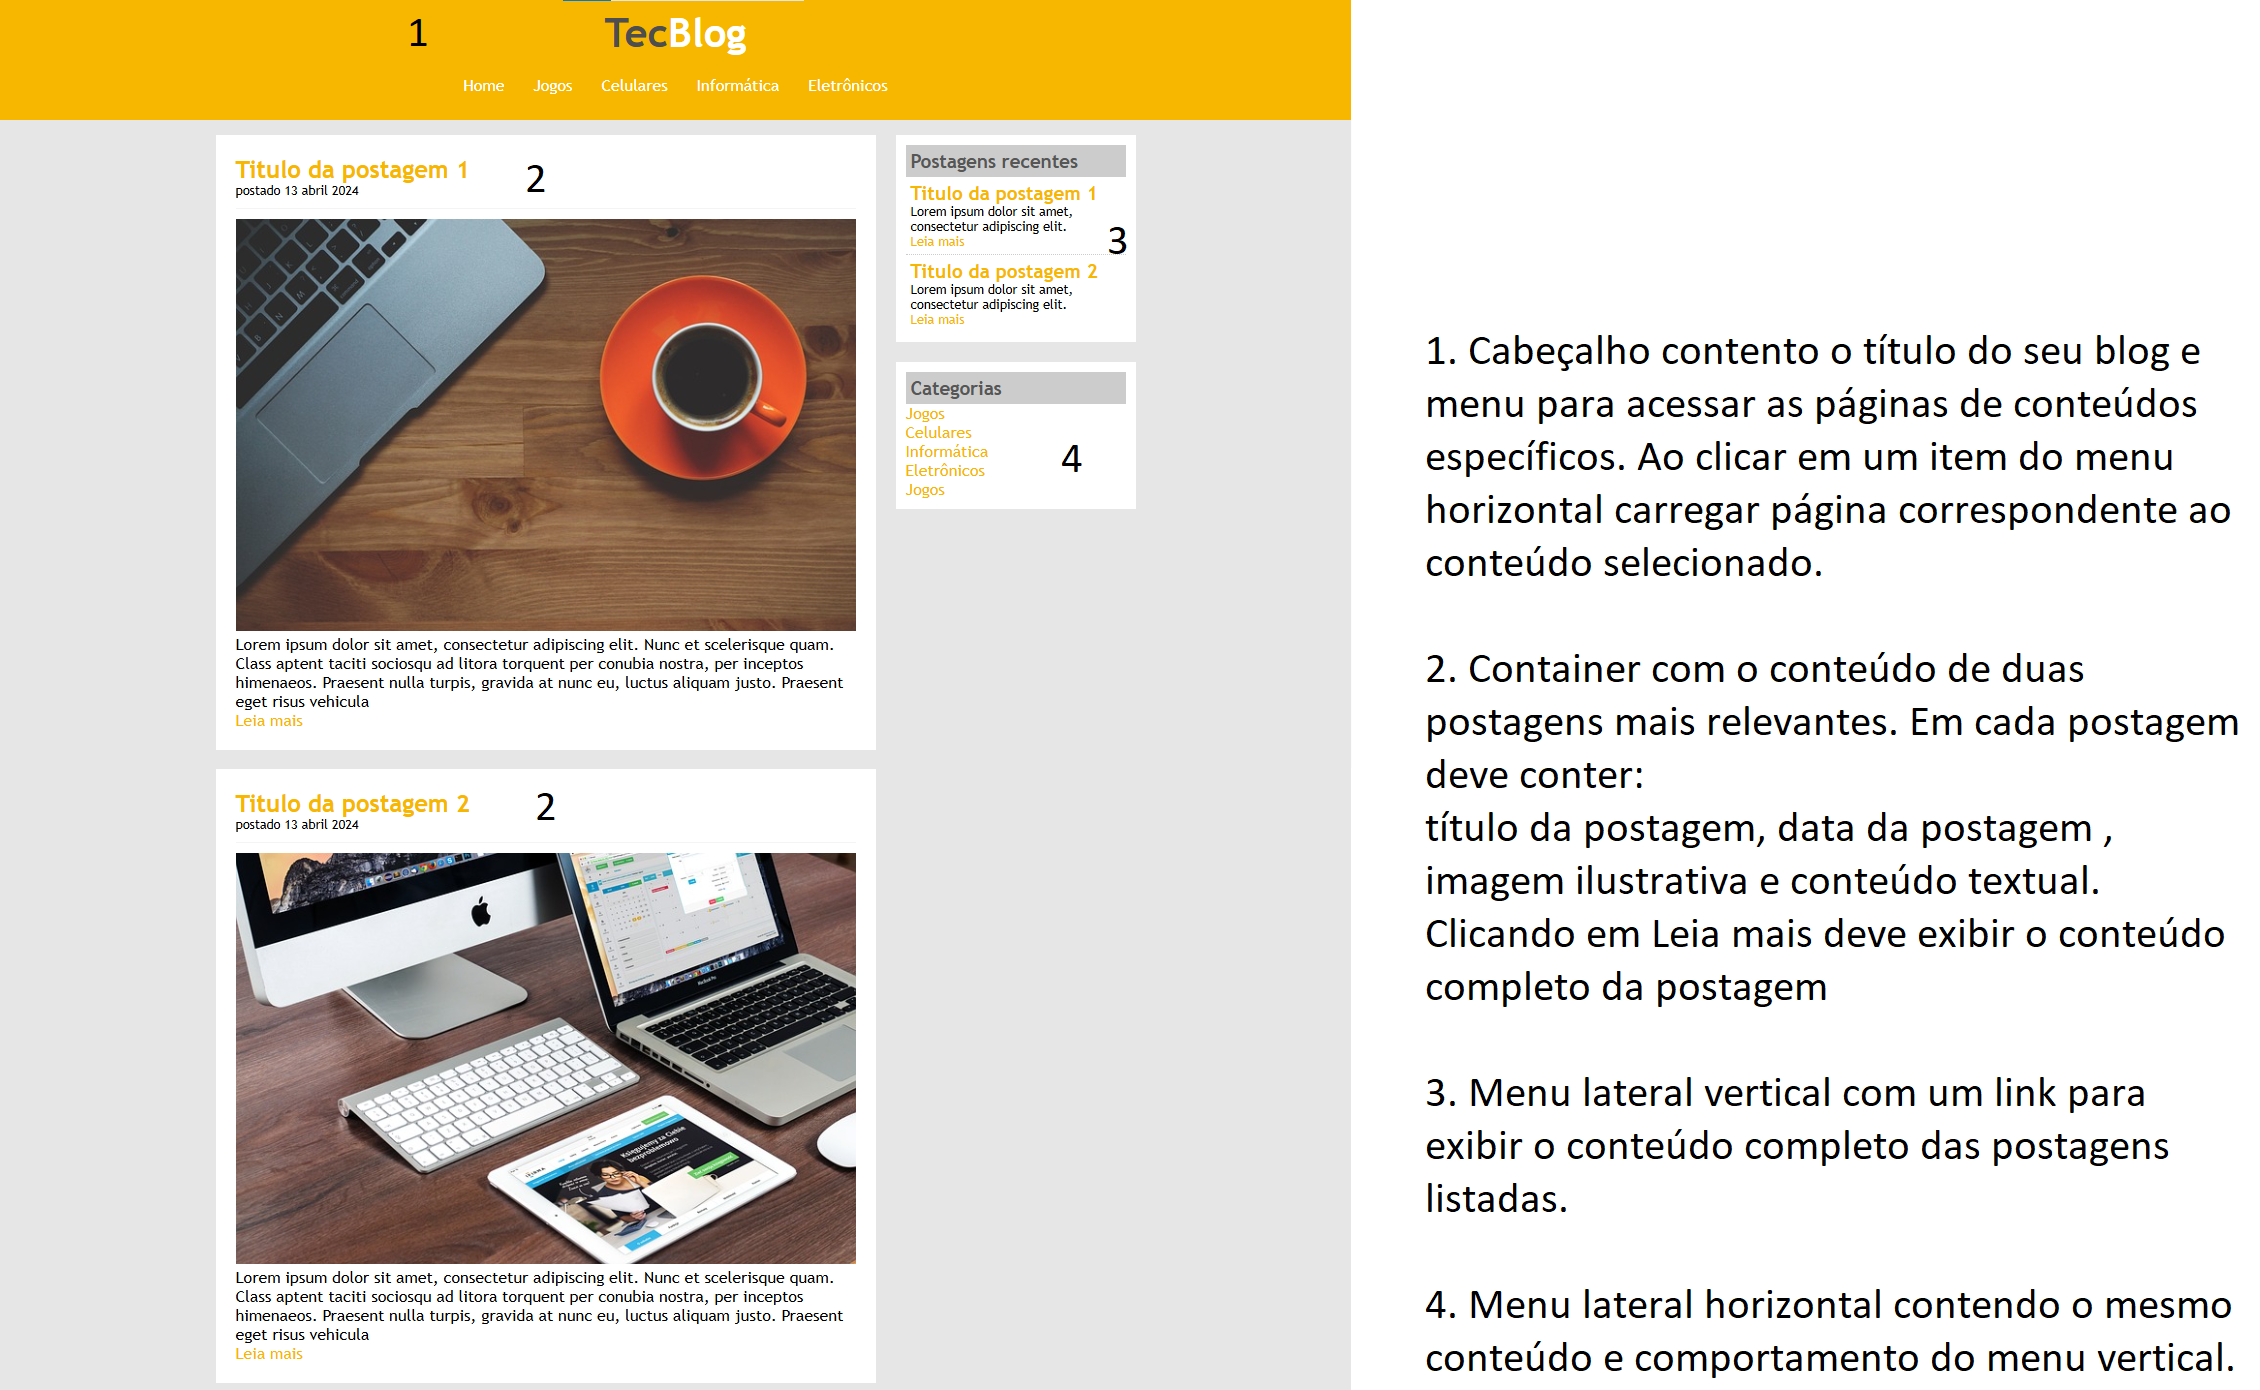 1
TecBlog
Home Jogos Celulares Informática Eletrônicos
Titulo da postagem 1
postado 13 abril 2024
2
Lorem ipsum dolor sit amet, consectetur adipiscing elit. Nunc et scelerisque quam.
Class aptent taciti sociosqu ad litora torquent per conubia nostra, per inceptos
himenaeos. Praesent nulla turpis, gravida at nunc eu, luctus aliquam justo. Praesent
eget risus vehicula
Leia mais
Titulo da postagem 2
postado 13 abril 2024
2
Księgujemy za Ciebie
bezproblemowo
Lorem ipsum dolor sit amet, consectetur adipiscing elit. Nunc et scelerisque quam.
Class aptent taciti sociosqu ad litora torquent per conubia nostra, per inceptos
himenaeos. Praesent nulla turpis, gravida at nunc eu, luctus aliquam justo. Praesent
eget risus vehicula
Leia mais
Postagens recentes
Titulo da postagem 1
Lorem ipsum dolor sit amet,
consectetur adipiscing elit.
Leia mais
3
Titulo da postagem 2
Lorem ipsum dolor sit amet,
consectetur adipiscing elit.
Leia mais
Categorias
Jogos
Celulares
Informática
Eletrônicos
Jogos
4
1. Cabeçalho contento o título do seu blog e
menu para acessar as páginas de conteúdos
específicos. Ao clicar em um item do menu
horizontal carregar página correspondente ao
conteúdo selecionado.
2. Container com o conteúdo de duas
postagens mais relevantes. Em cada postagem
deve conter:
título da postagem, data da postagem ,
imagem ilustrativa e conteúdo textual.
Clicando em Leia mais deve exibir o conteúdo
completo da postagem
3. Menu lateral vertical com um link para
exibir o conteúdo completo das postagens
listadas.
4. Menu lateral horizontal contendo o mesmo
conteúdo e comportamento do menu vertical.